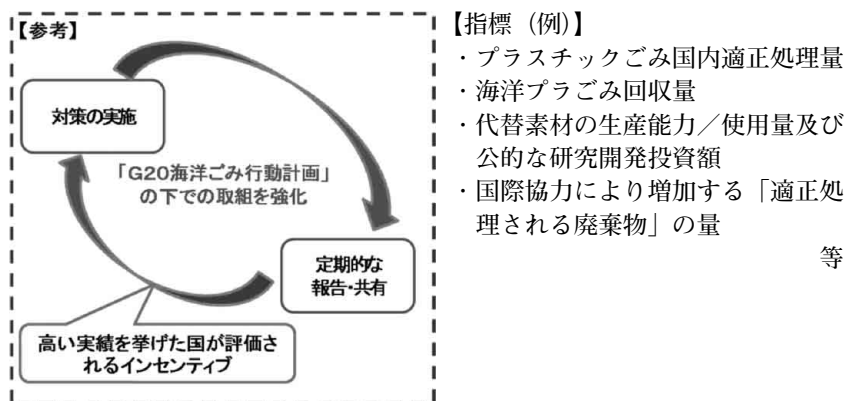 【参考】
対策の実施
「G20海洋ごみ行動計画」
の下での取組を強化
定期的な
報告・共有
高い実績を挙げた国が評価さ
れるインセンティブ
【指標（例）】
・プラスチックごみ国内適正処理量
・海洋プラごみ回収量
・代替素材の生産能力／使用量及び
公的な研究開発投資額
・国際協力により増加する「適正処
理される廃棄物」の量
等